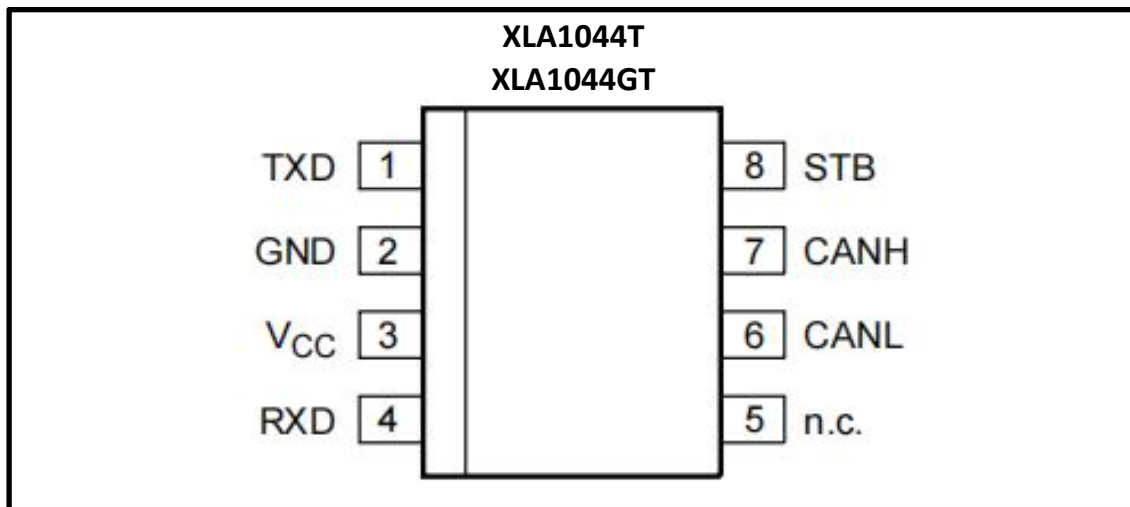 XLA1044T
XLA1044GT
TXD 1 8 STB
GND 2 7 CANH
VCC 3 6 CANL
RXD 4 5 n.c.